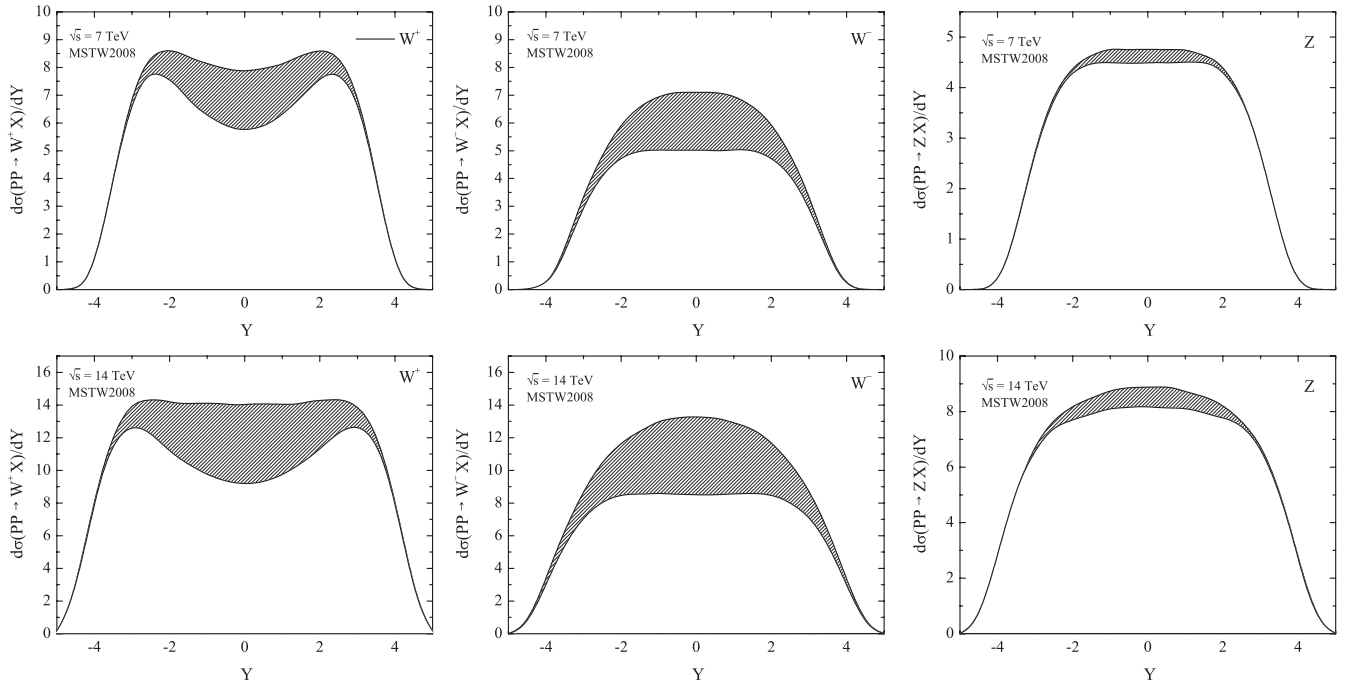 √s = 7 TeV
MSTW2008
W⁺
dσ(PP→W⁺X)/dY
10
9
8
7
6
5
4
3
2
1
0
-4 -2 0 2 4
Y
√s = 7 TeV
MSTW2008
W⁻
dσ(PP→W⁻X)/dY
10
9
8
7
6
5
4
3
2
1
0
-4 -2 0 2 4
Y
√s = 7 TeV
MSTW2008
Z
dσ(PP→ZX)/dY
5
4
3
2
1
0
-4 -2 0 2 4
Y
√s = 14 TeV
MSTW2008
W⁺
dσ(PP→W⁺X)/dY
16
14
12
10
8
6
4
2
0
-4 -2 0 2 4
Y
√s = 14 TeV
MSTW2008
W⁻
dσ(PP→W⁻X)/dY
16
14
12
10
8
6
4
2
0
-4 -2 0 2 4
Y
√s = 14 TeV
MSTW2008
Z
dσ(PP→ZX)/dY
10
8
6
4
2
0
-4 -2 0 2 4
Y